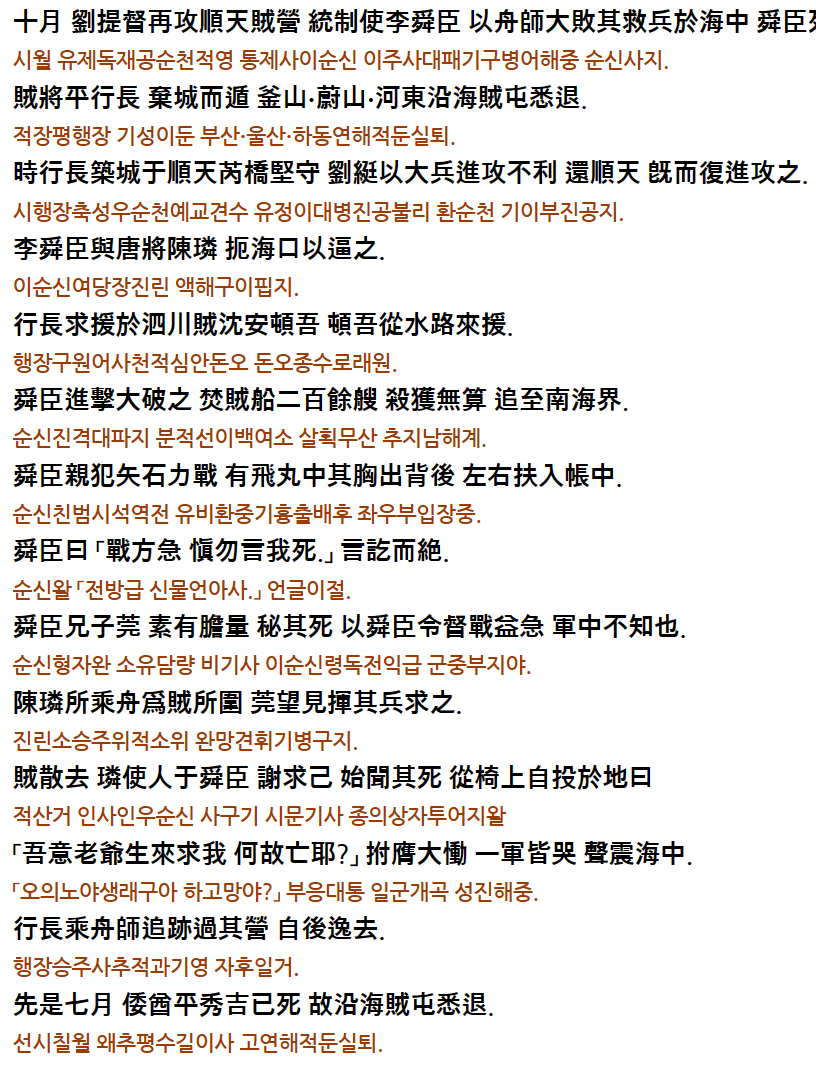 十月 劉提督再攻順天賊營 統制使李舜臣 以舟師大敗其救兵於海中 舜臣
시월 유제독재공순천적영 통제사이순신 이주사대패기구병어해중 순신사지.
賊將平行長 棄城而遁 釜山·蔚山·河東沿海賊屯悉退.
적장평행장 기성이둔 부산·울산·하동연해적둔실퇴.
時行長築城于順天芮橋堅守 劉綎以大兵進攻不利 還順天 旣而復進攻之.
시행장축성우순천예교견수 유정이대병진공불리 환순천 기이부진공지.
李舜臣與唐將陳璘 扼海口以逼之.
이순신여당장진린 액해구이핍지.
行長求援於泗川賊沈安頓吾 頓吾從水路來援.
행장구원어사천적심안돈오 돈오종수로래원.
舜臣進擊大破之 焚賊船二百餘艘 殺獲無算 追至南海界.
순신진격대파지 분적선이백여소 살획무산 추지남해계.
舜臣親犯矢石力戰 有飛丸中其胸出背後 左右扶入帳中.
순신친범시석역전 유비환중기흉출배후 좌우부입장중.
舜臣曰 「戰方急 愼勿言我死.」 言訖而絶.
순신왈 「전방급 신물언아사.」 언글이절.
舜臣兄子莞 素有膽量 秘其死 以舜臣令督戰益急 軍中不知也.
순신형자완 소유담량 비기사 이순신령독전익급 군중부지야.
陳璘所乘舟爲賊所圍 莞望見揮其兵求之.
진린소승주위적소위 완망견휘기병구지.
賊散去 璘使人于舜臣 謝求己 始聞其死 從椅上自投於地曰
적산거 인사인우순신 사구기 시문기사 종의상자투어지왈
「吾意老爺生來求我 何故亡耶?」 拊膺大慟 一軍皆哭 聲震海中.
「오의노야생래구아 하고망야?」 부응대통 일군개곡 성진해중.
行長乘舟師追跡過其營 自後逸去.
행장승주사추적과기영 자후일거.
先是七月 倭酋平秀吉已死 故沿海賊屯悉退.
선시칠월 왜추평수길이사 고연해적둔실퇴.